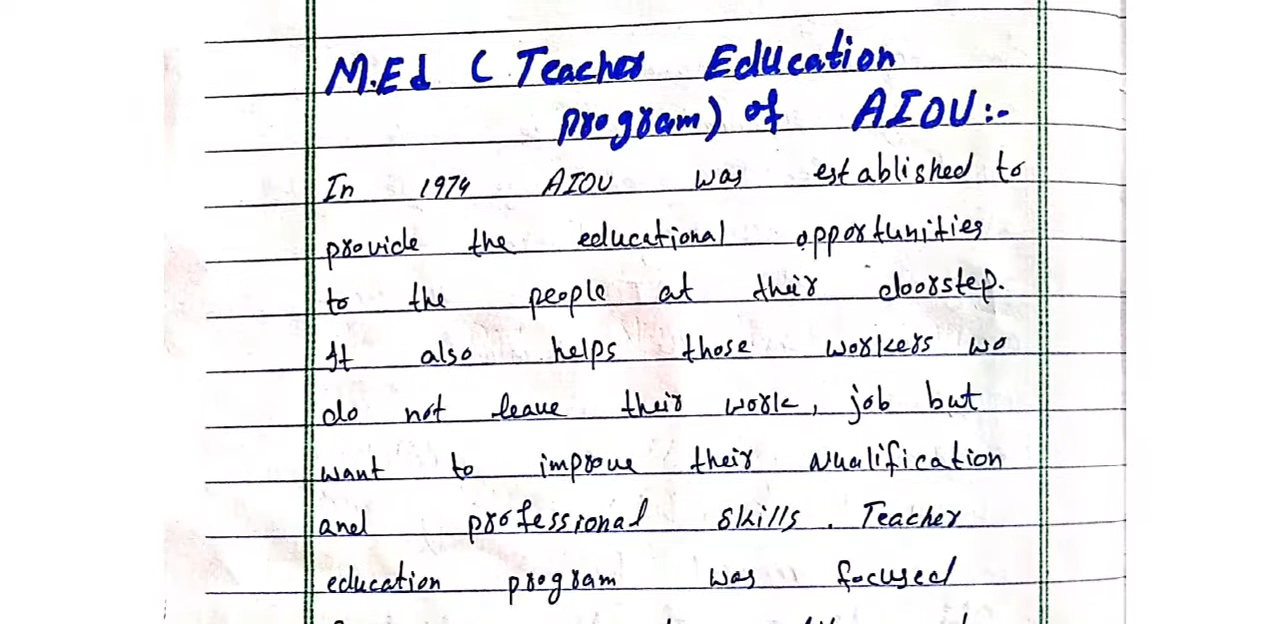 M.Ed ( Teacher Education
program) of AIOU:-
In 1974 AIOU was established to
provide the educational opportunities
to the people at their doorstep.
It also helps those workers wo
do not leave their work, job but
want to improve their qualification
and professional skills. Teacher
education program was focused